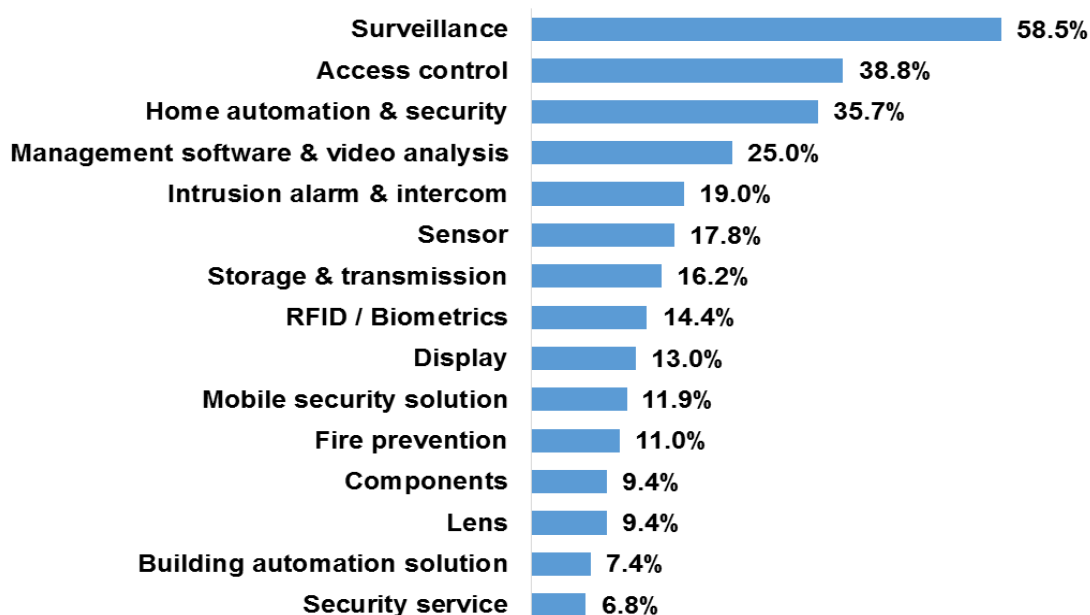 Surveillance 58.5%
Access control 38.8%
Home automation & security 35.7%
Management software & video analysis 25.0%
Intrusion alarm & intercom 19.0%
Sensor 17.8%
Storage & transmission 16.2%
RFID / Biometrics 14.4%
Display 13.0%
Mobile security solution 11.9%
Fire prevention 11.0%
Components 9.4%
Lens 9.4%
Building automation solution 7.4%
Security service 6.8%